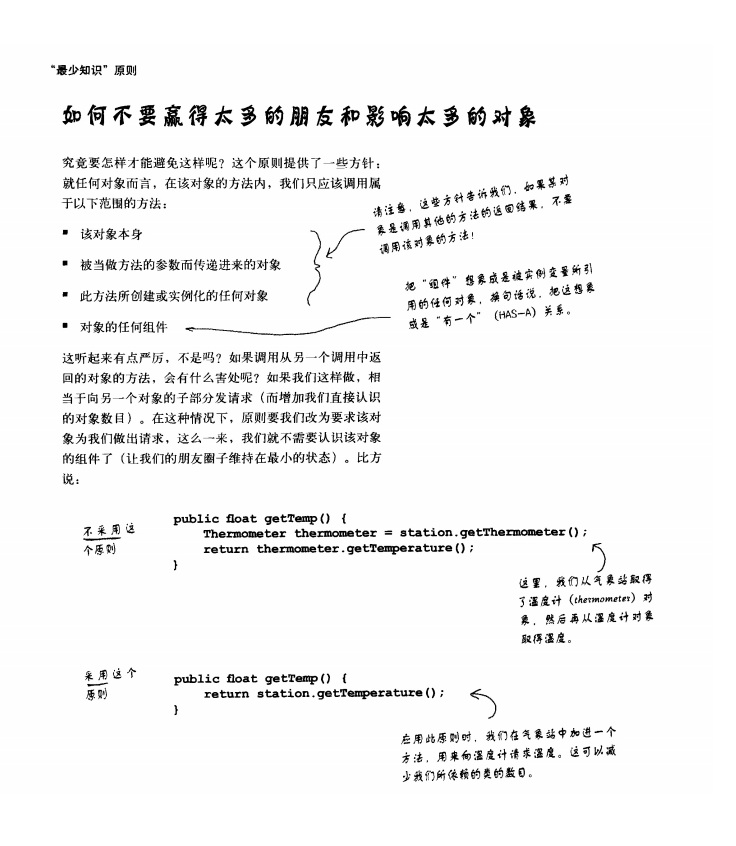 “最少知识”原则
如何不要赢得太多的朋友和影响太多的对象
究竟要怎样才能避免这样呢？这个原则提供了一些方针：
就任何对象而言，在该对象的方法内，我们只应该调用属
于以下范围的方法：
■ 该对象本身
■ 被当做方法的参数而传递进来的对象
■ 此方法所创建或实例化的任何对象
■ 对象的任何组件
请注意，这些方针告诉我们，如果某对
象是调用其他的方法的返回结果，不要
调用该对象的方法！
把“组件”想象成是被实例变量所引
用的任何对象，换句话说，把这想象
成是“有一个”（HAS-A）关系。
这听起来有点严厉，不是吗？如果调用从另一个调用中返
回的对象的方法，会有什么害处呢？如果我们这样做，相
当于向另一个对象的子部分发请求（而增加我们直接认识
的对象数目）。在这种情况下，原则要我们改为要求该对
象为我们做出请求，这么一来，我们就不需要认识该对象
的组件了（让我们的朋友圈子维持在最小的状态）。比方
说：
不采用这
个原则
public float getTemp() {
Thermometer thermometer = station.getThermometer();
return thermometer.getTemperature();
}
这里，我们从气象站取得
了温度计（thermometer）对
象，然后再从温度计对象
取得温度。
采用这个
原则
public float getTemp() {
return station.getTemperature();
}
应用此原则时，我们在气象站中加进一个
方法，用来向温度计请求温度。这可以减
少我们所依赖的类的数目。